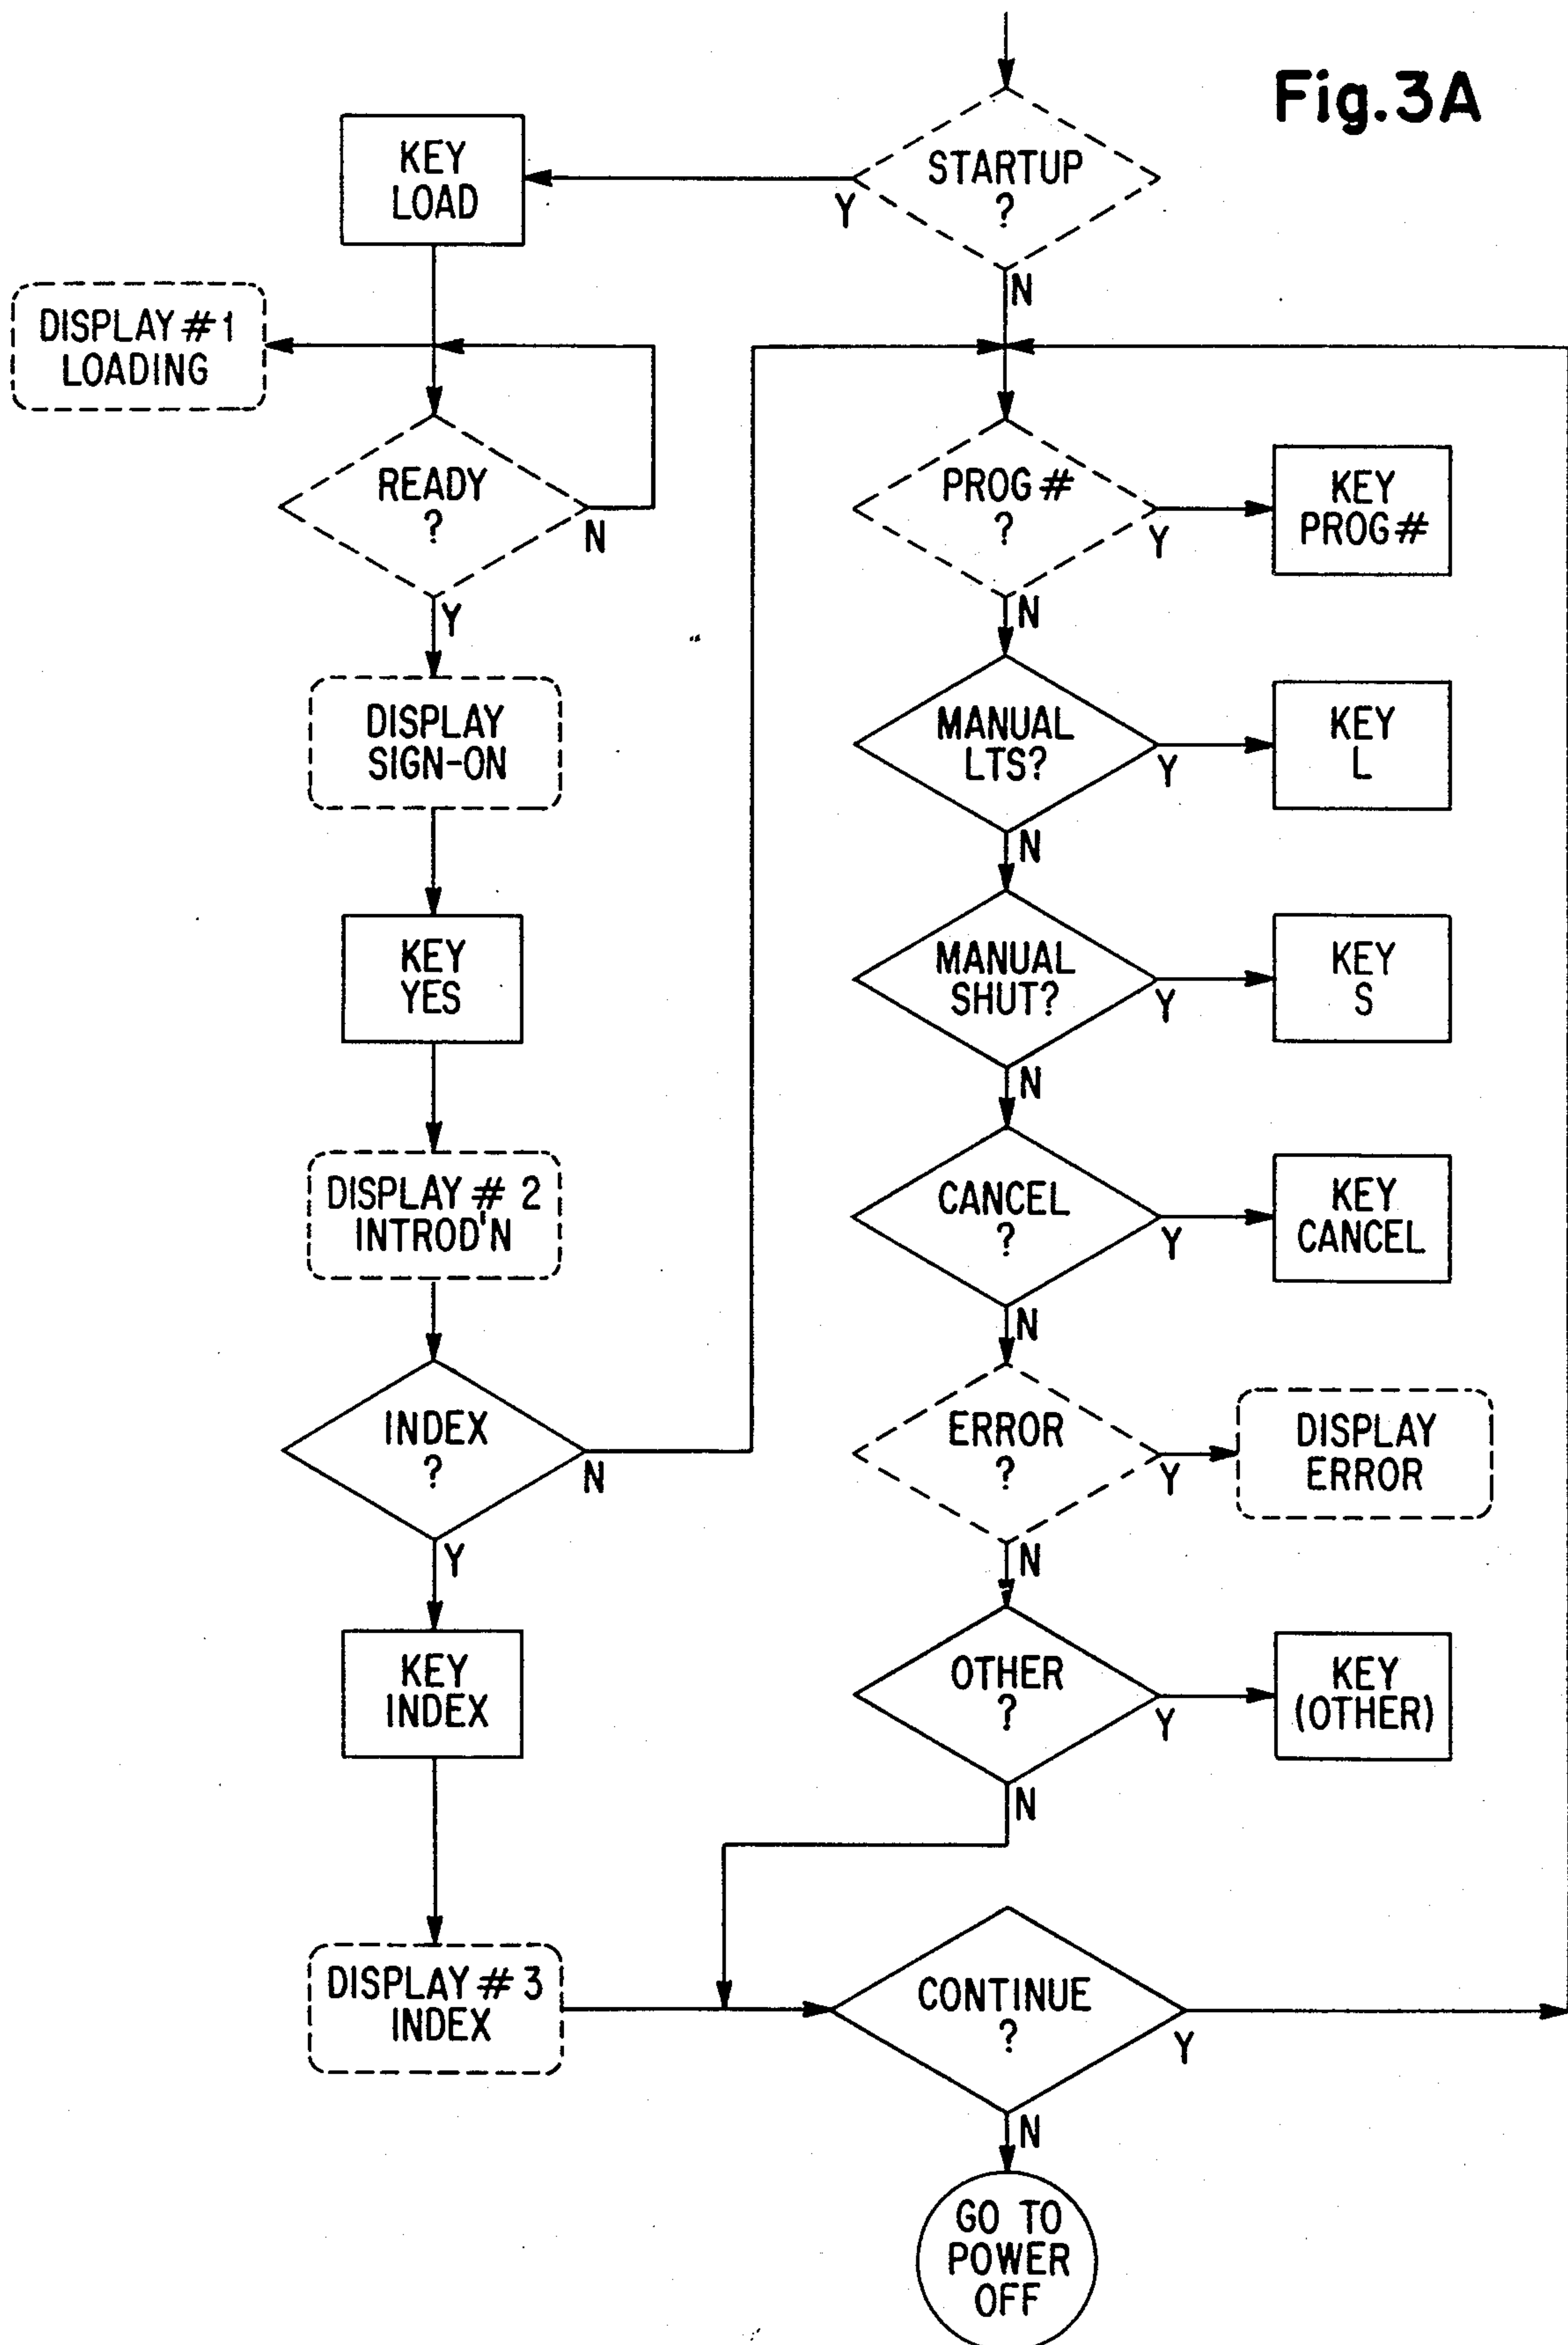 Fig.3A
STARTUP
?
Y
N
KEY
LOAD
DISPLAY #1
LOADING
READY
?
N
Y
DISPLAY
SIGN-ON
KEY
YES
DISPLAY # 2
INTROD'N
INDEX
?
N
Y
KEY
INDEX
DISPLAY # 3
INDEX
PROG #
?
Y
N
KEY
PROG #
MANUAL
LTS?
Y
N
KEY
L
MANUAL
SHUT?
Y
N
KEY
S
CANCEL
?
Y
N
KEY
CANCEL
ERROR
?
Y
N
DISPLAY
ERROR
OTHER
?
Y
N
KEY
(OTHER)
CONTINUE
?
Y
N
GO TO
POWER
OFF